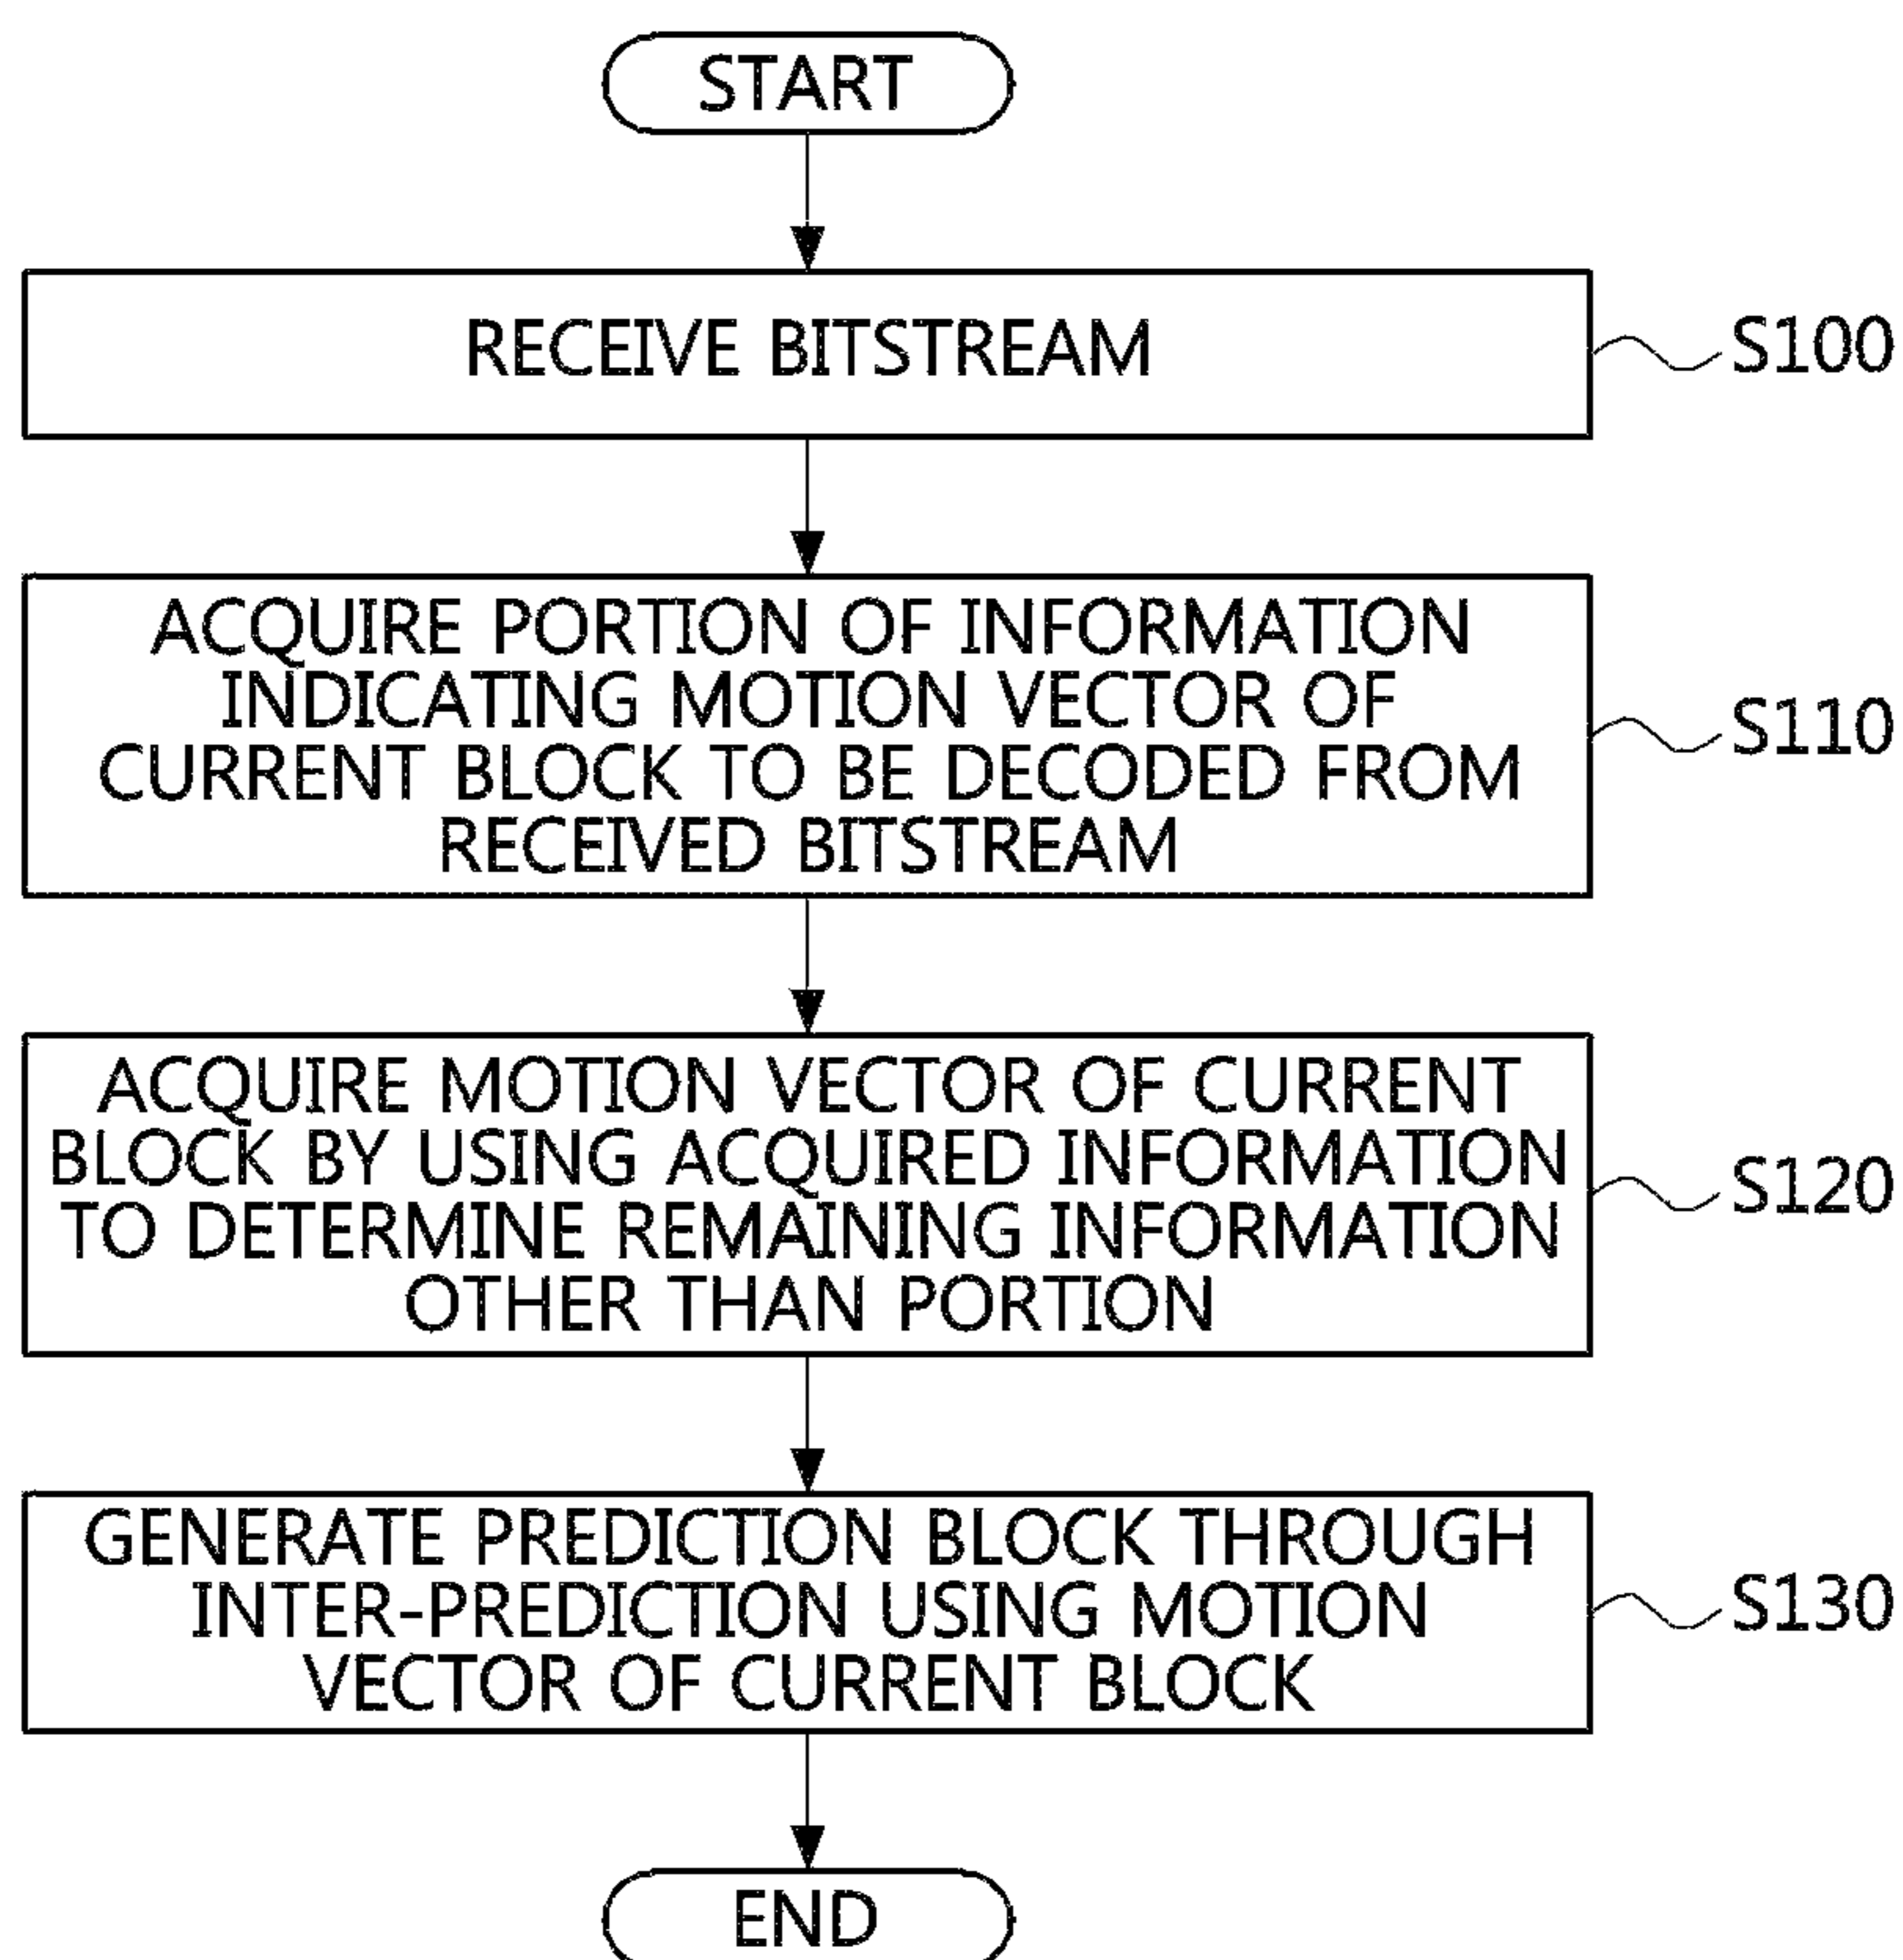 START
RECEIVE BITSTREAM
S100
ACQUIRE PORTION OF INFORMATION
INDICATING MOTION VECTOR OF
CURRENT BLOCK TO BE DECODED FROM
RECEIVED BITSTREAM
S110
ACQUIRE MOTION VECTOR OF CURRENT
BLOCK BY USING ACQUIRED INFORMATION
TO DETERMINE REMAINING INFORMATION
OTHER THAN PORTION
S120
GENERATE PREDICTION BLOCK THROUGH
INTER-PREDICTION USING MOTION
VECTOR OF CURRENT BLOCK
S130
END